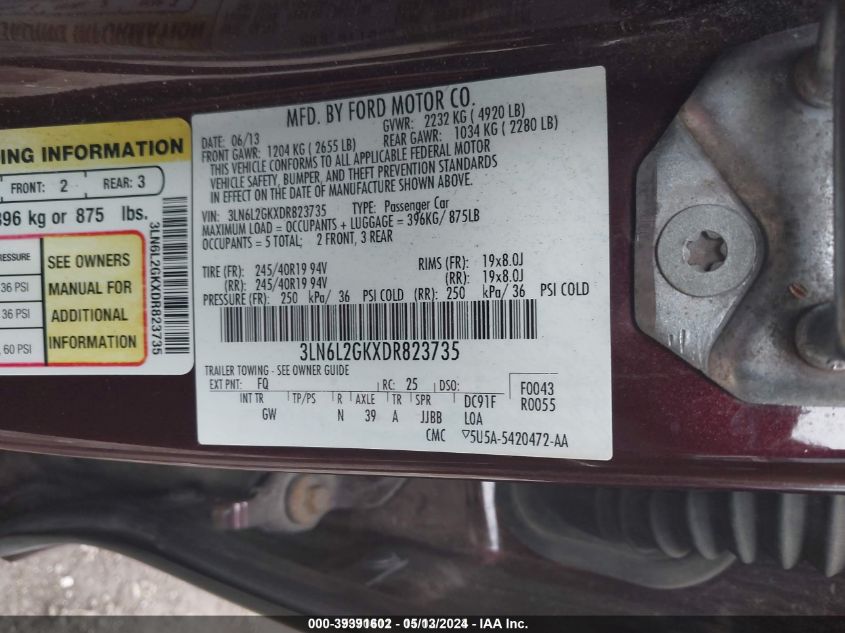 MFD. BY FORD MOTOR CO.
DATE: 06/13 GVWR: 2232 KG ( 4920 LB)
FRONT GAWR: 1204 KG ( 2655 LB) REAR GAWR: 1034 KG ( 2280 LB)
THIS VEHICLE CONFORMS TO ALL APPLICABLE FEDERAL MOTOR
VEHICLE SAFETY, BUMPER, AND THEFT PREVENTION STANDARDS
IN EFFECT ON THE DATE OF MANUFACTURE SHOWN ABOVE.
VIN: 3LN6L2GKXDR823735 TYPE: Passenger Car
MAXIMUM LOAD = OCCUPANTS + LUGGAGE = 396KG/ 875LB
OCCUPANTS = 5 TOTAL; 2 FRONT, 3 REAR
TIRE (FR): 245/40R19 94V RIMS (FR): 19x8.0J
(RR): 245/40R19 94V (RR): 19x8.0J
PRESSURE (FR): 250 kPa/ 36 PSI COLD (RR): 250 kPa/ 36 PSI COLD
3LN6L2GKXDR823735
TRAILER TOWING - SEE OWNER GUIDE
EXT PNT: FQ RC: 25 DSO: F0043
INT TR TP/PS R AXLE TR SPR DC91F R0055
GW N 39 A JJBB LOA
CMC ▽5U5A-5420472-AA
ING INFORMATION
FRONT: 2 REAR: 3
396 kg or 875 lbs.
PRESSURE
36 PSI
36 PSI
60 PSI
SEE OWNERS
MANUAL FOR
ADDITIONAL
INFORMATION
3LN6L2GKXDR823735
000-39391602 - 05/13/2024 - IAA Inc.